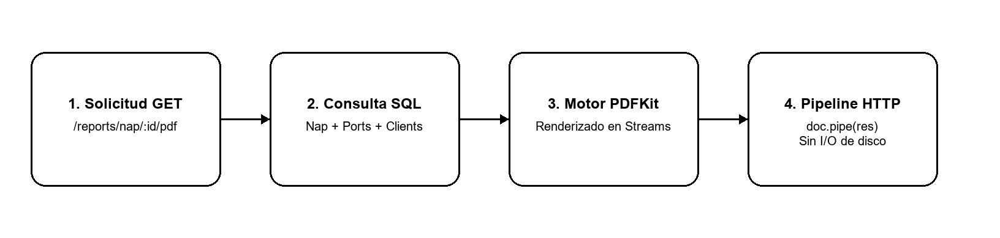 1. Solicitud GET
/reports/nap/:id/pdf
2. Consulta SQL
Nap + Ports + Clients
3. Motor PDFKit
Renderizado en Streams
4. Pipeline HTTP
doc.pipe(res)
Sin I/O de disco